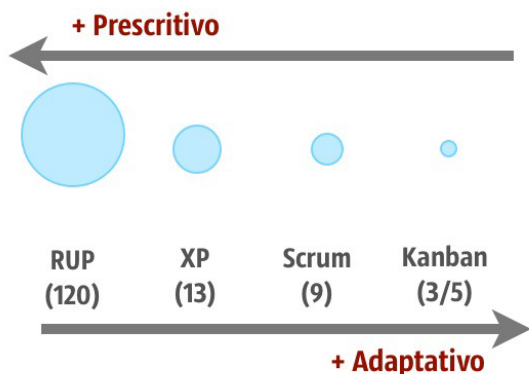 + Prescritivo
RUP XP Scrum Kanban
(120) (13) (9) (3/5)
+ Adaptativo